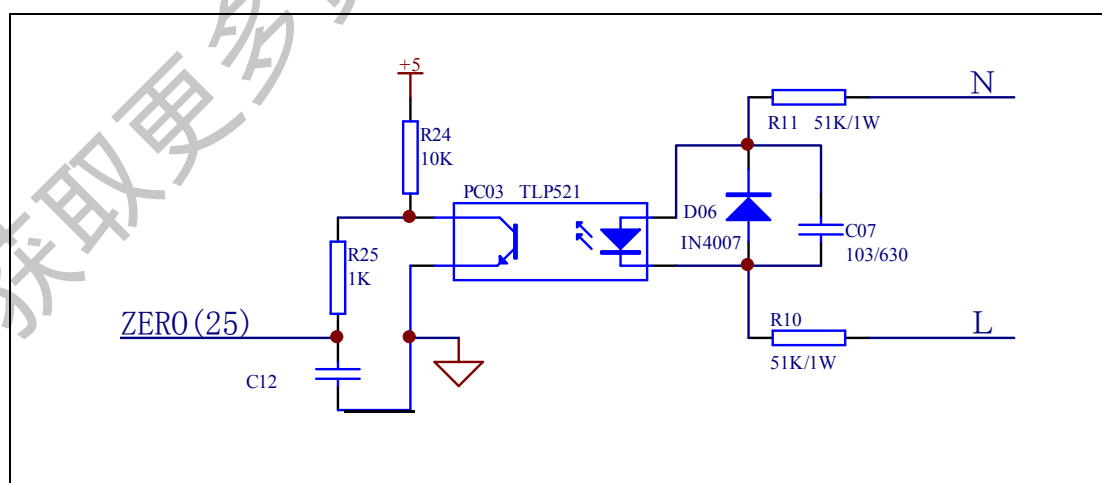 获取更多
+5
N
R24
10K
R11 51K/1W
PC03 TLP521
D06
IN4007
C07
103/630
R25
1K
ZERO(25)
R10
51K/1W
L
C12